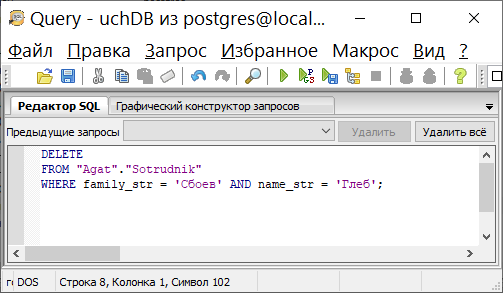 Query - uchDB из postgres@local...
Файл Правка Запрос Избранное Макрос Вид ?
Редактор SQL Графический конструктор запросов
Предыдущие запросы Удалить Удалить всё
DELETE
FROM "Agat"."Sotrudnik"
WHERE family_str = 'Сбоев' AND name_str = 'Глеб';
DOS Строка 8, Колонка 1, Символ 102